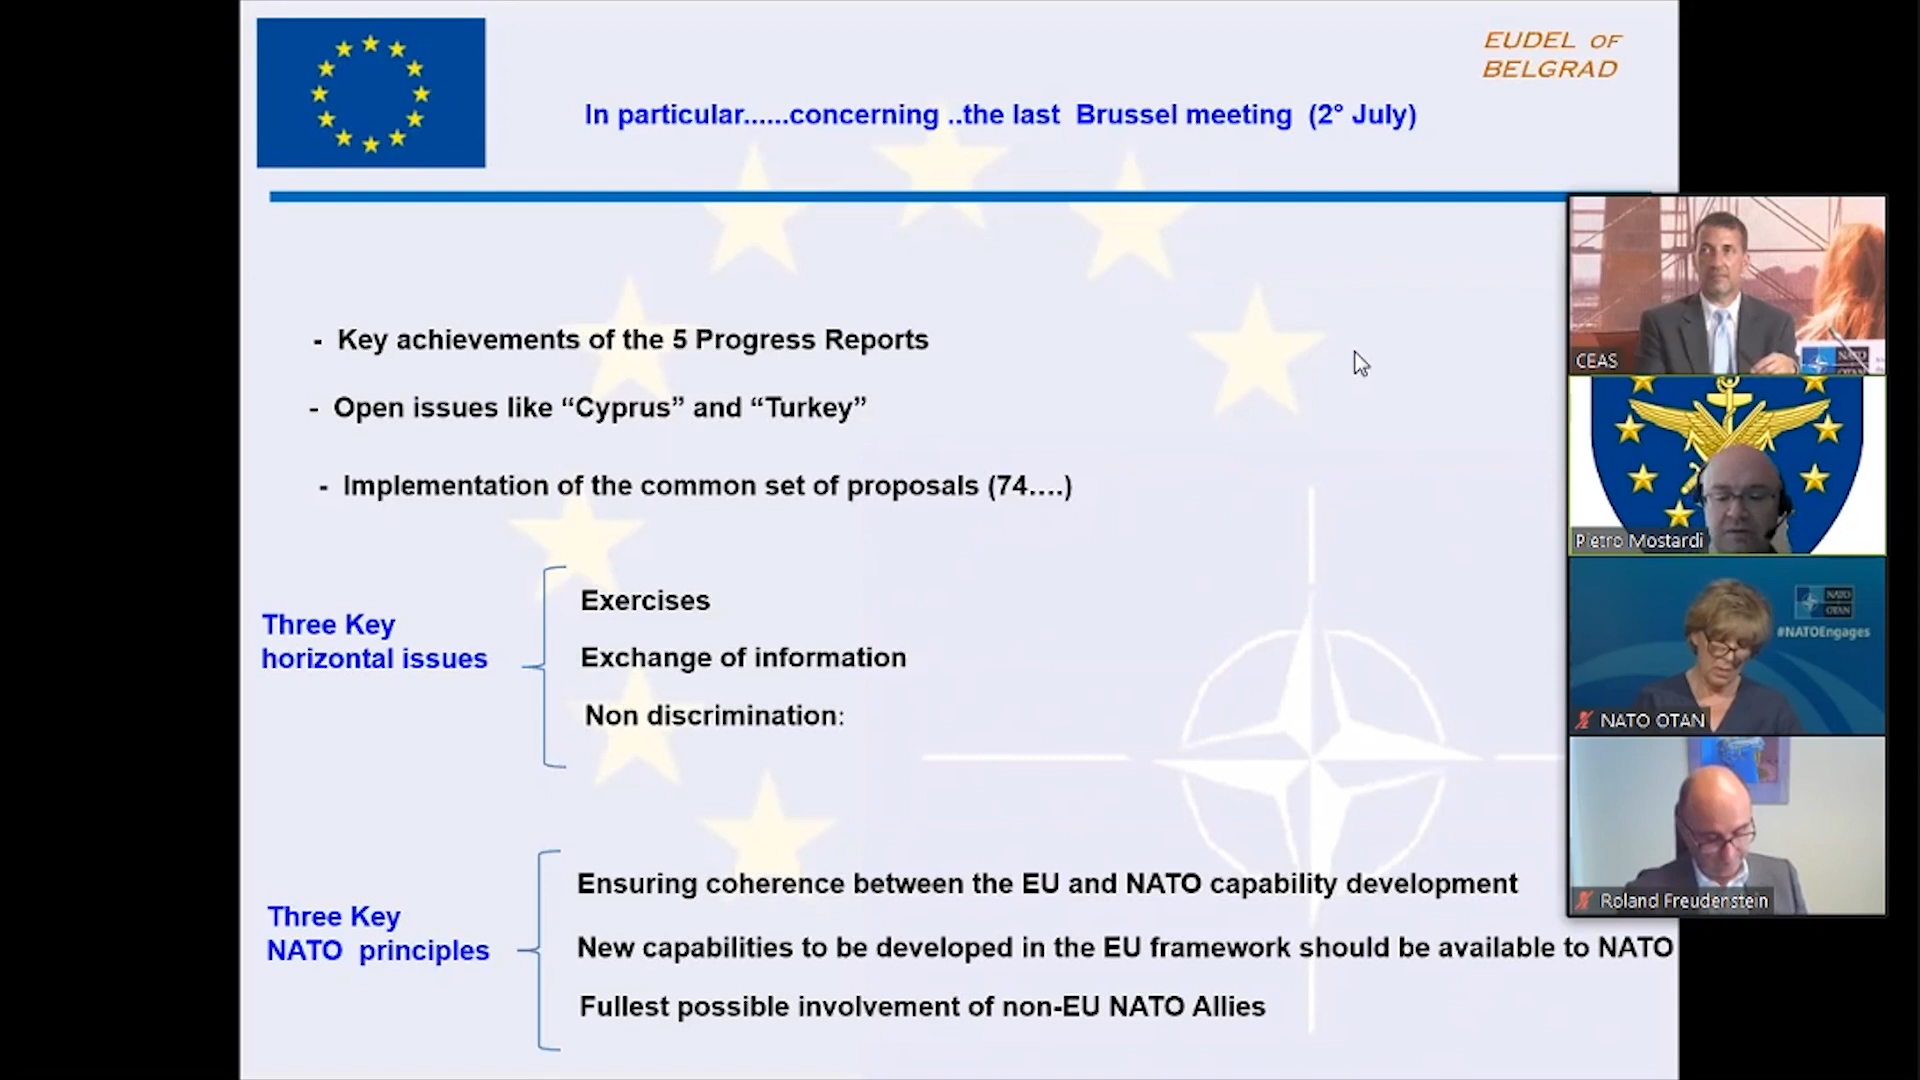 EUDEL OF
BELGRAD
In particular......concerning ..the last Brussel meeting (2° July)
- Key achievements of the 5 Progress Reports
- Open issues like “Cyprus” and “Turkey”
- Implementation of the common set of proposals (74....)
Three Key
horizontal issues
Exercises
Exchange of information
Non discrimination:
Three Key
NATO principles
Ensuring coherence between the EU and NATO capability development
New capabilities to be developed in the EU framework should be available to NATO
Fullest possible involvement of non-EU NATO Allies
NATO
OTAN
CEAS
Pietro Mostardi
NATO
OTAN
#NATOEngages
NATO OTAN
Roland Freudenstein